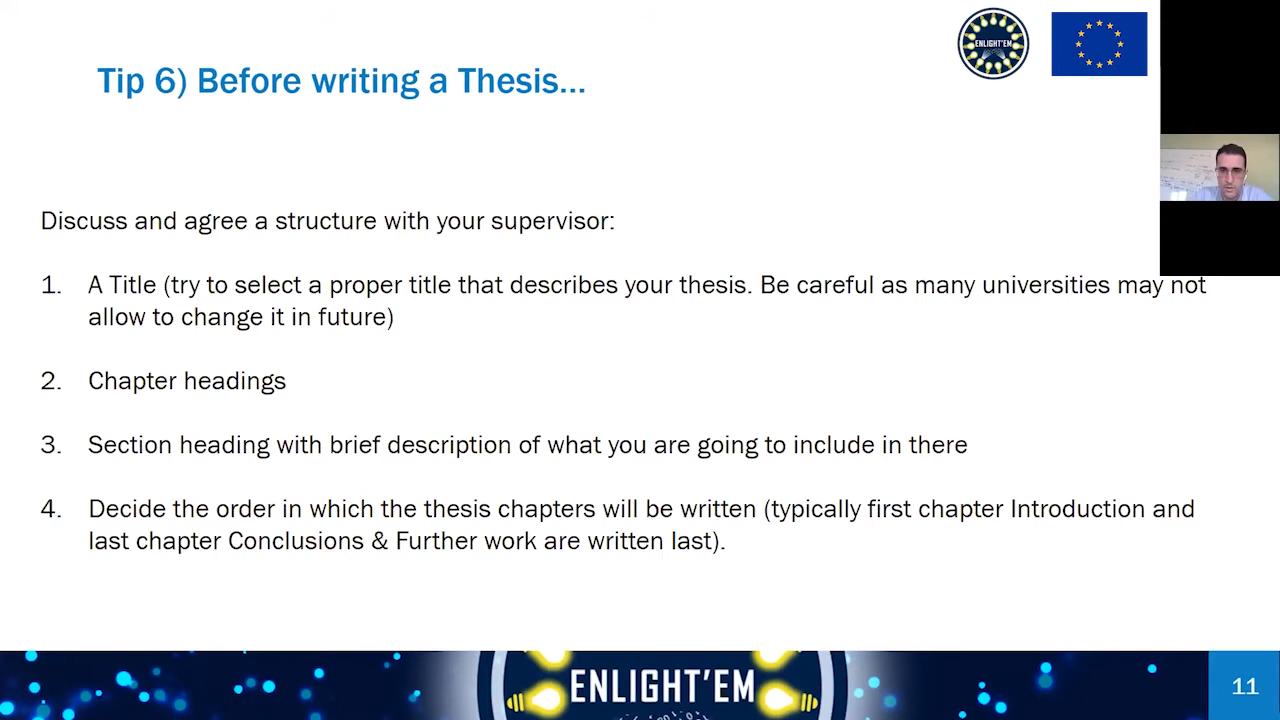 ENLIGHT'EM
Tip 6) Before writing a Thesis...
Discuss and agree a structure with your supervisor:
1. A Title (try to select a proper title that describes your thesis. Be careful as many universities may not
allow to change it in future)
2. Chapter headings
3. Section heading with brief description of what you are going to include in there
4. Decide the order in which the thesis chapters will be written (typically first chapter Introduction and
last chapter Conclusions & Further work are written last).
ENLIGHT'EM
11